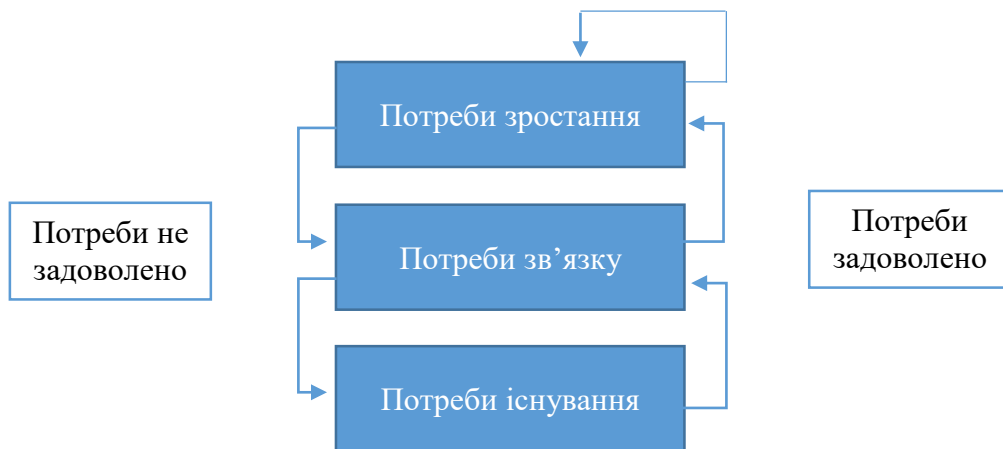 Потреби зростання
Потреби не
задоволено
Потреби зв’язку
Потреби
задоволено
Потреби існування